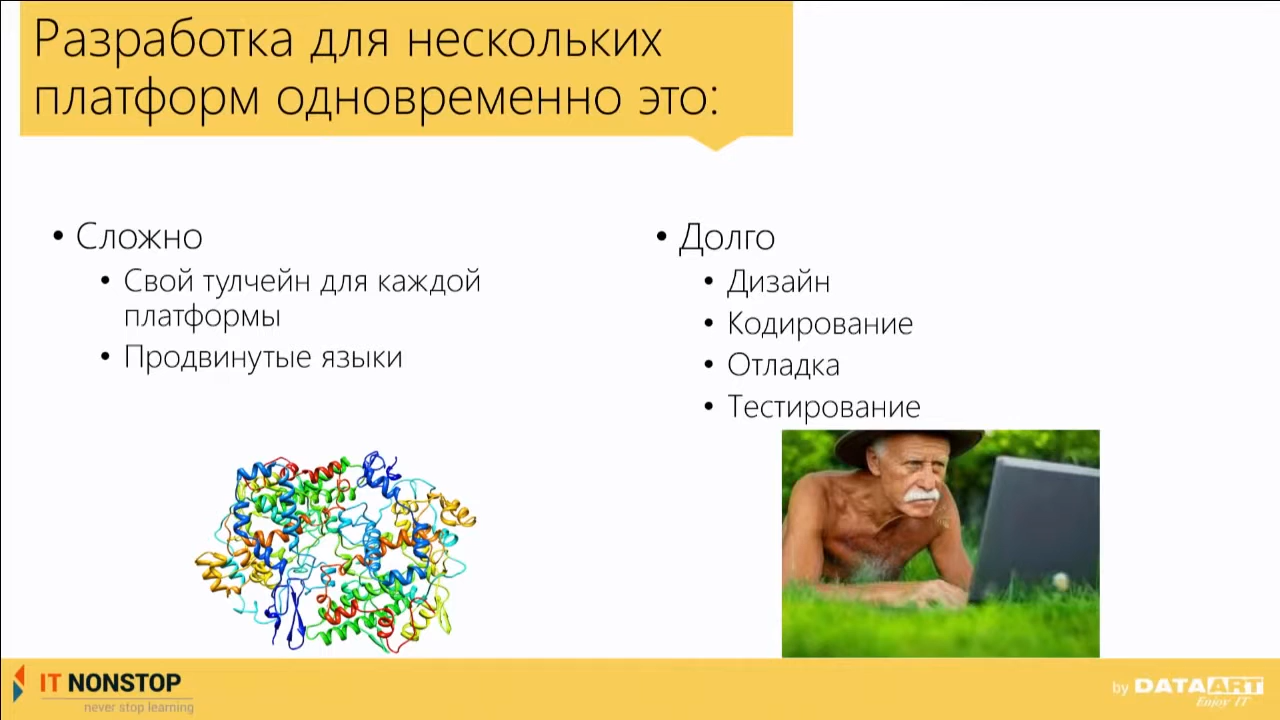 Разработка для нескольких
платформ одновременно это:
• Сложно
• Свой тулчейн для каждой
платформы
• Продвинутые языки
• Долго
• Дизайн
• Кодирование
• Отладка
• Тестирование
IT NONSTOP
never stop learning
by DATAART
Enjoy IT